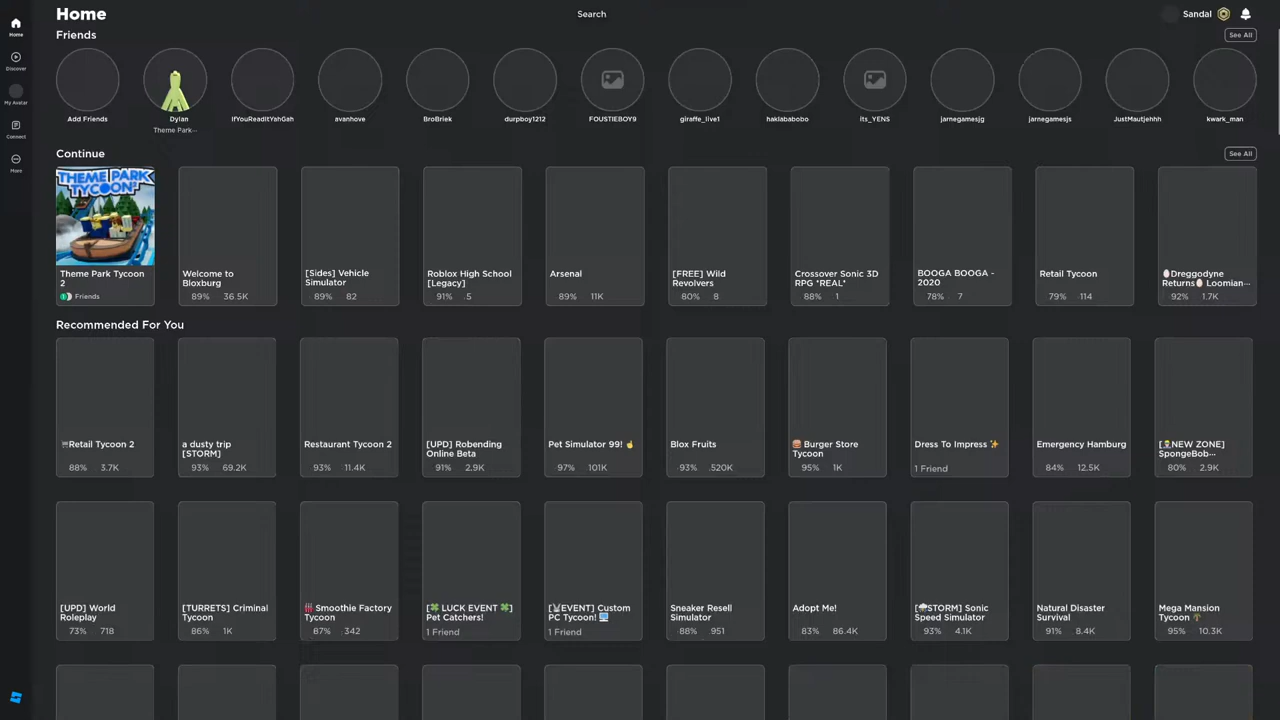 Home
Search
Sandal
Home
Friends
See All
Discover
My Avatar
Connect
More
Add Friends
Dylan
Theme Park...
IfYouReadItYahGah
avanhove
BroBriek
durpboy1212
FOUSTIEBOY9
giraffe_live1
haklababobo
its_YENS
jarnegamesjg
jarnegamesjs
JustMautjehhh
kwark_man
Continue
See All
THEME PARK
TYCOON 2
Theme Park Tycoon
2
Friends
Welcome to
Bloxburg
89% 36.5K
[Sides] Vehicle
Simulator
89% 82
Roblox High School
[Legacy]
91% 5
Arsenal
89% 11K
[FREE] Wild
Revolvers
80% 8
Crossover Sonic 3D
RPG *REAL*
88% 1
BOOGA BOOGA -
2020
78% 7
Retail Tycoon
79% 114
🥚Dreggodyne
Returns🥚 Loomian...
92% 1.7K
Recommended For You
🛒Retail Tycoon 2
88% 3.7K
a dusty trip
[STORM]
93% 69.2K
Restaurant Tycoon 2
93% 11.4K
[UPD] Robending
Online Beta
91% 2.9K
Pet Simulator 99! ☝
97% 101K
Blox Fruits
93% 520K
🍔 Burger Store
Tycoon
95% 1K
Dress To Impress ✨
1 Friend
Emergency Hamburg
84% 12.5K
[NEW ZONE]
SpongeBob...
80% 2.9K
[UPD] World
Roleplay
73% 718
[TURRETS] Criminal
Tycoon
86% 1K
Smoothie Factory
Tycoon
67% 342
[🍀 LUCK EVENT 🍀]
Pet Catchers!
1 Friend
[🐰EVENT] Custom
PC Tycoon! 🖥
1 Friend
Sneaker Resell
Simulator
88% 951
Adopt Me!
83% 86.4K
[🌩STORM] Sonic
Speed Simulator
93% 4.1K
Natural Disaster
Survival
91% 8.4K
Mega Mansion
Tycoon 🌴
95% 10.3K